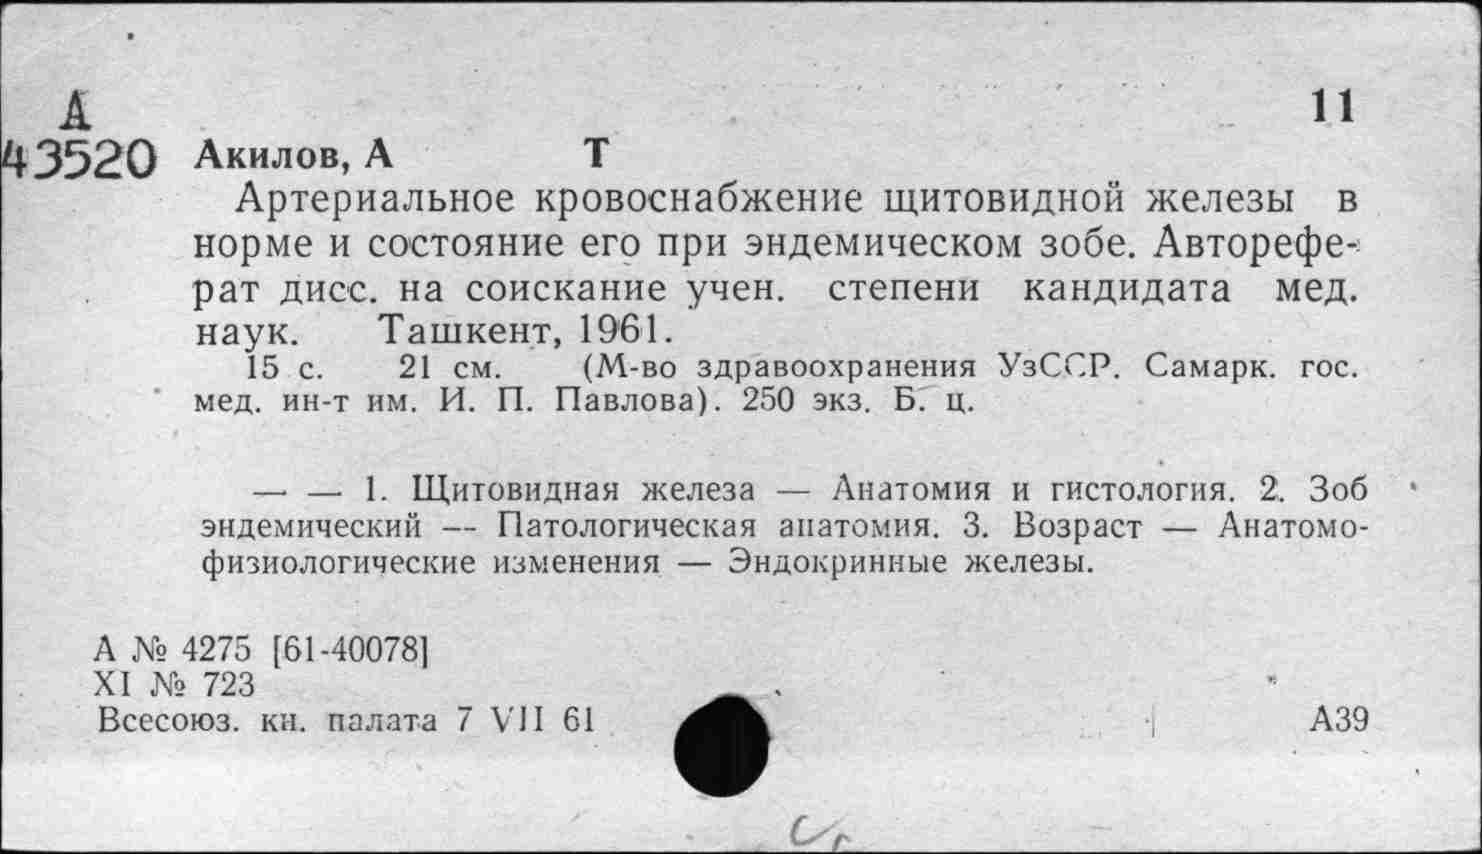 А 11
43520 Акилов, А Т
Артериальное кровоснабжение щитовидной железы в
норме и состояние его при эндемическом зобе. Авторефе-
рат дисс. на соискание учен. степени кандидата мед.
наук. Ташкент, 1961.
15 с. 21 см. (М-во здравоохранения УзССР. Самарк. гос.
мед. ин-т им. И. П. Павлова). 250 экз. Б. ц.
— — 1. Щитовидная железа — Анатомия и гистология. 2. Зоб
эндемический — Патологическая анатомия. 3. Возраст — Анатомо-
физиологические изменения — Эндокринные железы.
А № 4275 [61-40078]
XI № 723
Всесоюз. кн. палата 7 VII 61 А39